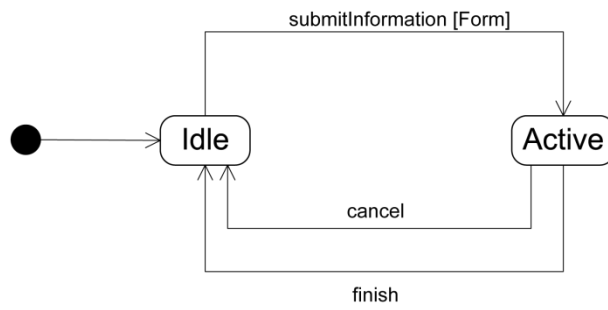 submitInformation [Form]
Idle
Active
cancel
finish